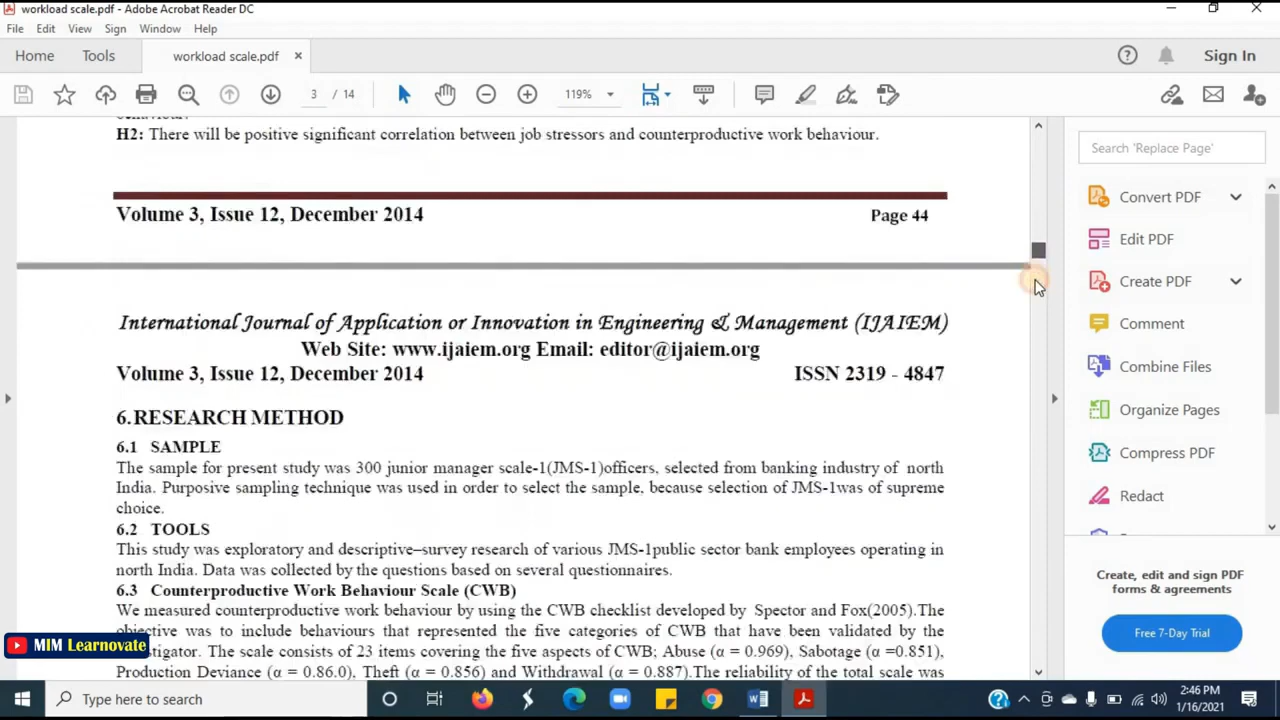 workload scale.pdf - Adobe Acrobat Reader DC
File Edit View Sign Window Help
Home Tools workload scale.pdf × Sign In
3 / 14 119%
H2: There will be positive significant correlation between job stressors and counterproductive work behaviour.
Volume 3, Issue 12, December 2014 Page 44
International Journal of Application or Innovation in Engineering & Management (IJAIEM)
Web Site: www.ijaiem.org Email: editor@ijaiem.org
Volume 3, Issue 12, December 2014 ISSN 2319 - 4847
6.RESEARCH METHOD
6.1 SAMPLE
The sample for present study was 300 junior manager scale-1(JMS-1)officers, selected from banking industry of north
India. Purposive sampling technique was used in order to select the sample, because selection of JMS-1was of supreme
choice.
6.2 TOOLS
This study was exploratory and descriptive–survey research of various JMS-1public sector bank employees operating in
north India. Data was collected by the questions based on several questionnaires.
6.3 Counterproductive Work Behaviour Scale (CWB)
We measured counterproductive work behaviour by using the CWB checklist developed by Spector and Fox(2005).The
objective was to include behaviours that represented the five categories of CWB that have been validated by the
tigator. The scale consists of 23 items covering the five aspects of CWB; Abuse (α = 0.969), Sabotage (α =0.851),
Production Deviance (α = 0.86.0), Theft (α = 0.856) and Withdrawal (α = 0.887).The reliability of the total scale was
Search 'Replace Page'
Convert PDF
Edit PDF
Create PDF
Comment
Combine Files
Organize Pages
Compress PDF
Redact
Create, edit and sign PDF
forms & agreements
Free 7-Day Trial
MIM Learnovate
Type here to search
2:46 PM
1/16/2021